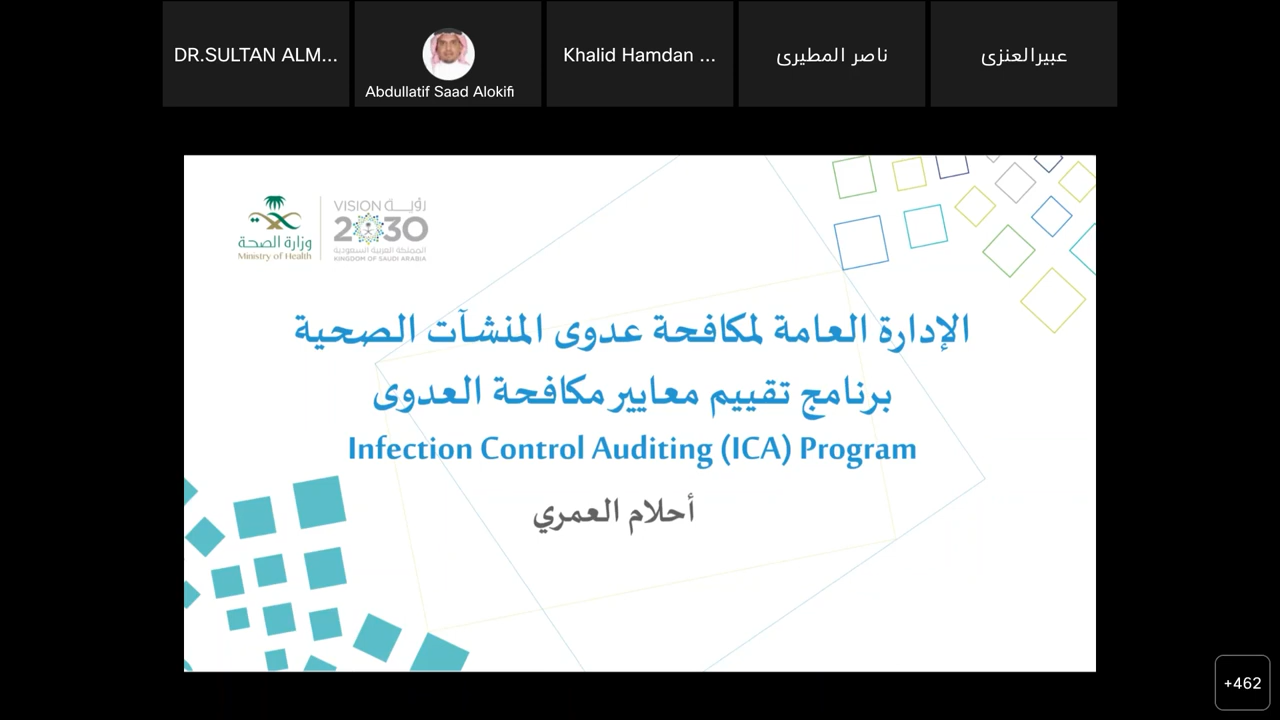 DR.SULTAN ALM...
Abdullatif Saad Alokifi
Khalid Hamdan ...
ناصر المطيرى
عبيرالعنزى
وزارة الصحة
Ministry of Health
VISION رؤيــة
2030
المملكة العربية السعودية
KINGDOM OF SAUDI ARABIA
الإدارة العامة لمكافحة عدوى المنشآت الصحية
برنامج تقييم معايير مكافحة العدوى
Infection Control Auditing (ICA) Program
أحلام العمري
+462